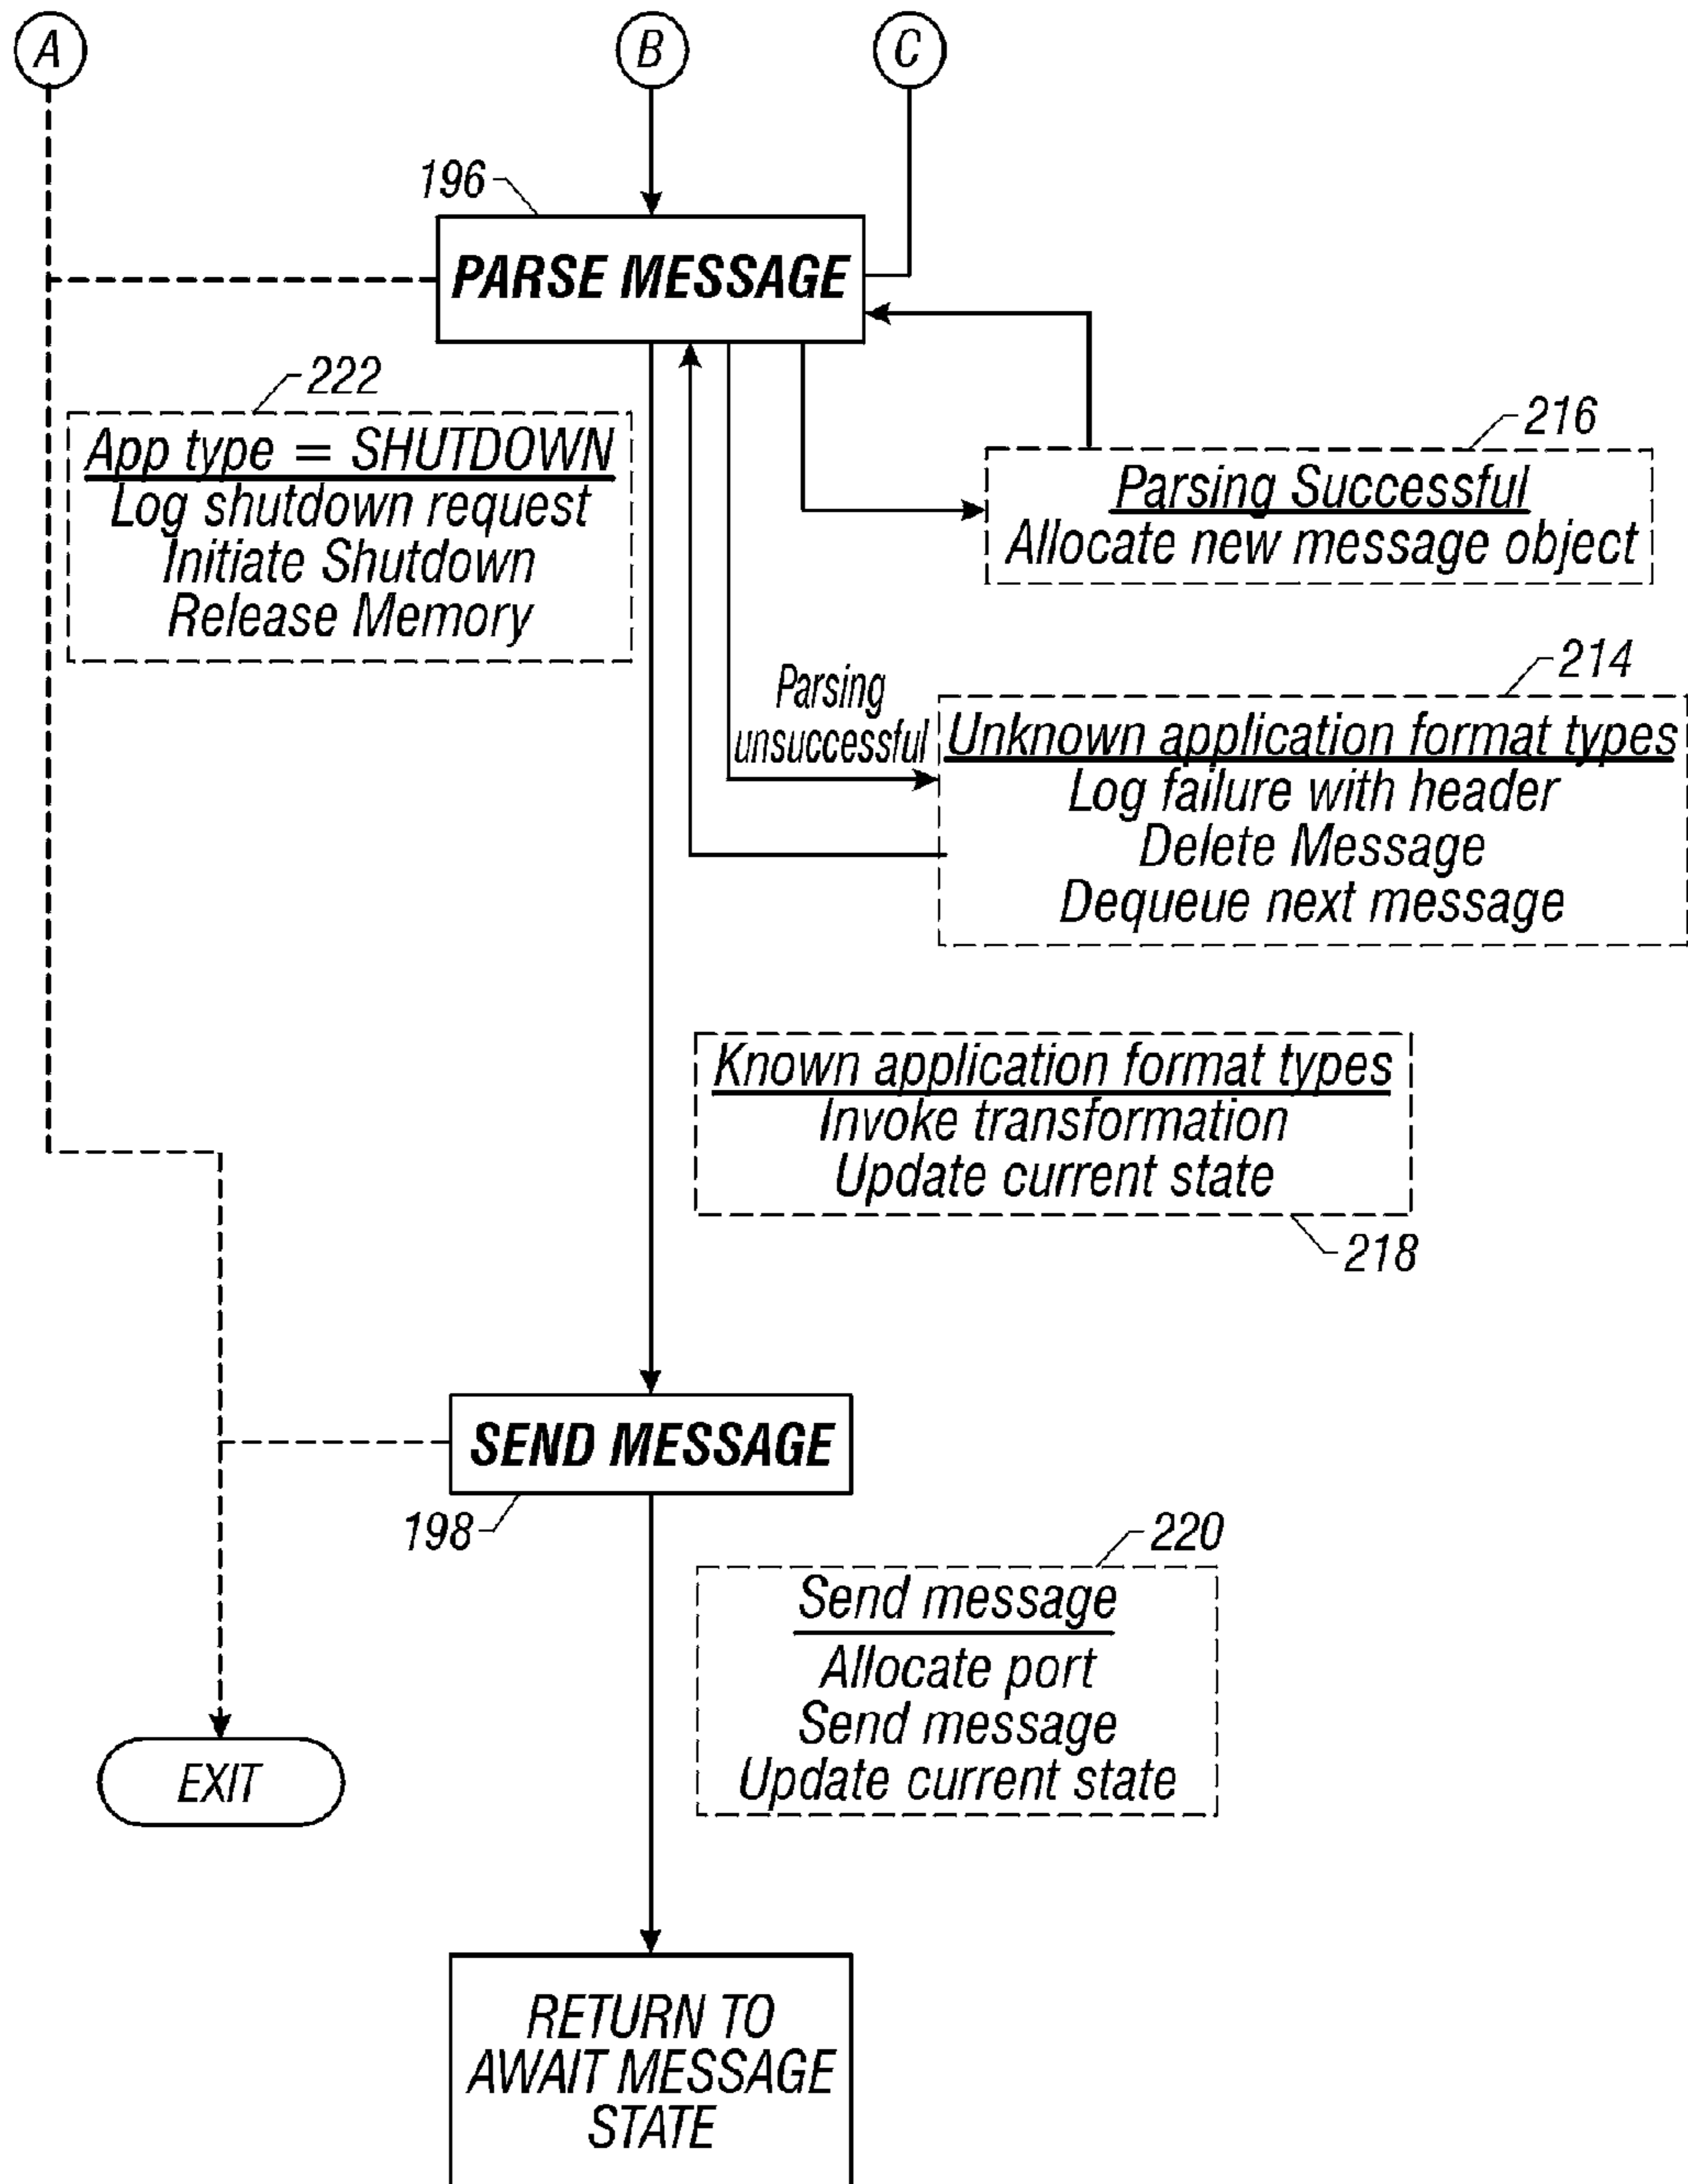 A
B
C
196
PARSE MESSAGE
222
App type = SHUTDOWN
Log shutdown request
Initiate Shutdown
Release Memory
216
Parsing Successful
Allocate new message object
214
Parsing
unsuccessful
Unknown application format types
Log failure with header
Delete Message
Dequeue next message
Known application format types
Invoke transformation
Update current state
218
SEND MESSAGE
198
220
Send message
Allocate port
Send message
Update current state
EXIT
RETURN TO
AWAIT MESSAGE
STATE